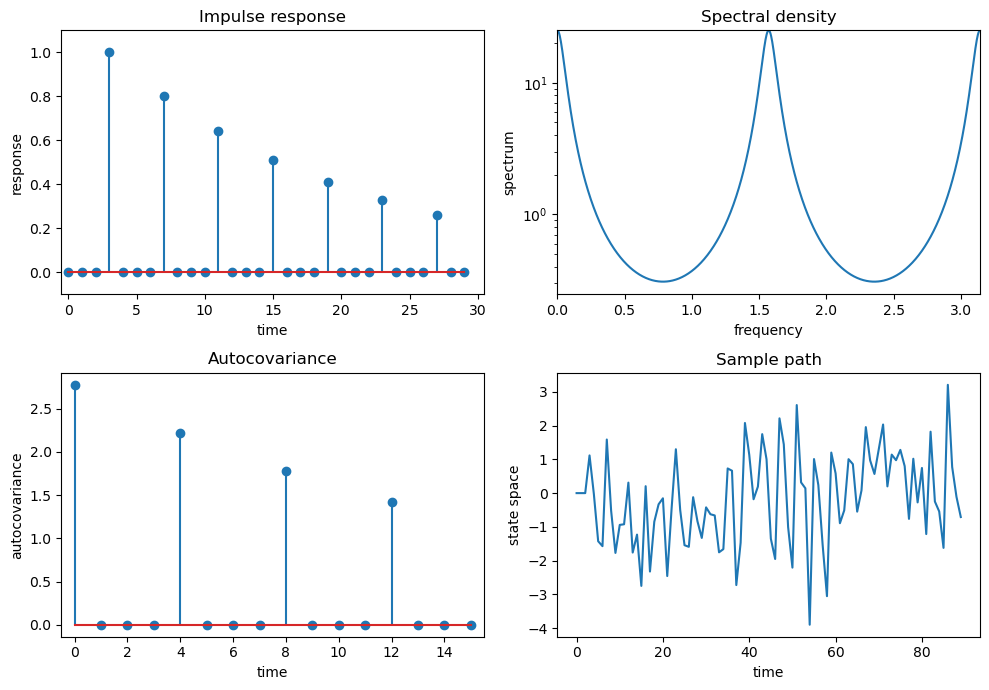 Impulse response
response
1.0
0.8
0.6
0.4
0.2
0.0
0 5 10 15 20 25 30
time
Spectral density
spectrum
10^1
10^0
0.0 0.5 1.0 1.5 2.0 2.5 3.0
frequency
Autocovariance
autocovariance
2.5
2.0
1.5
1.0
0.5
0.0
0 2 4 6 8 10 12 14
time
Sample path
state space
3
2
1
0
−1
−2
−3
−4
0 20 40 60 80
time